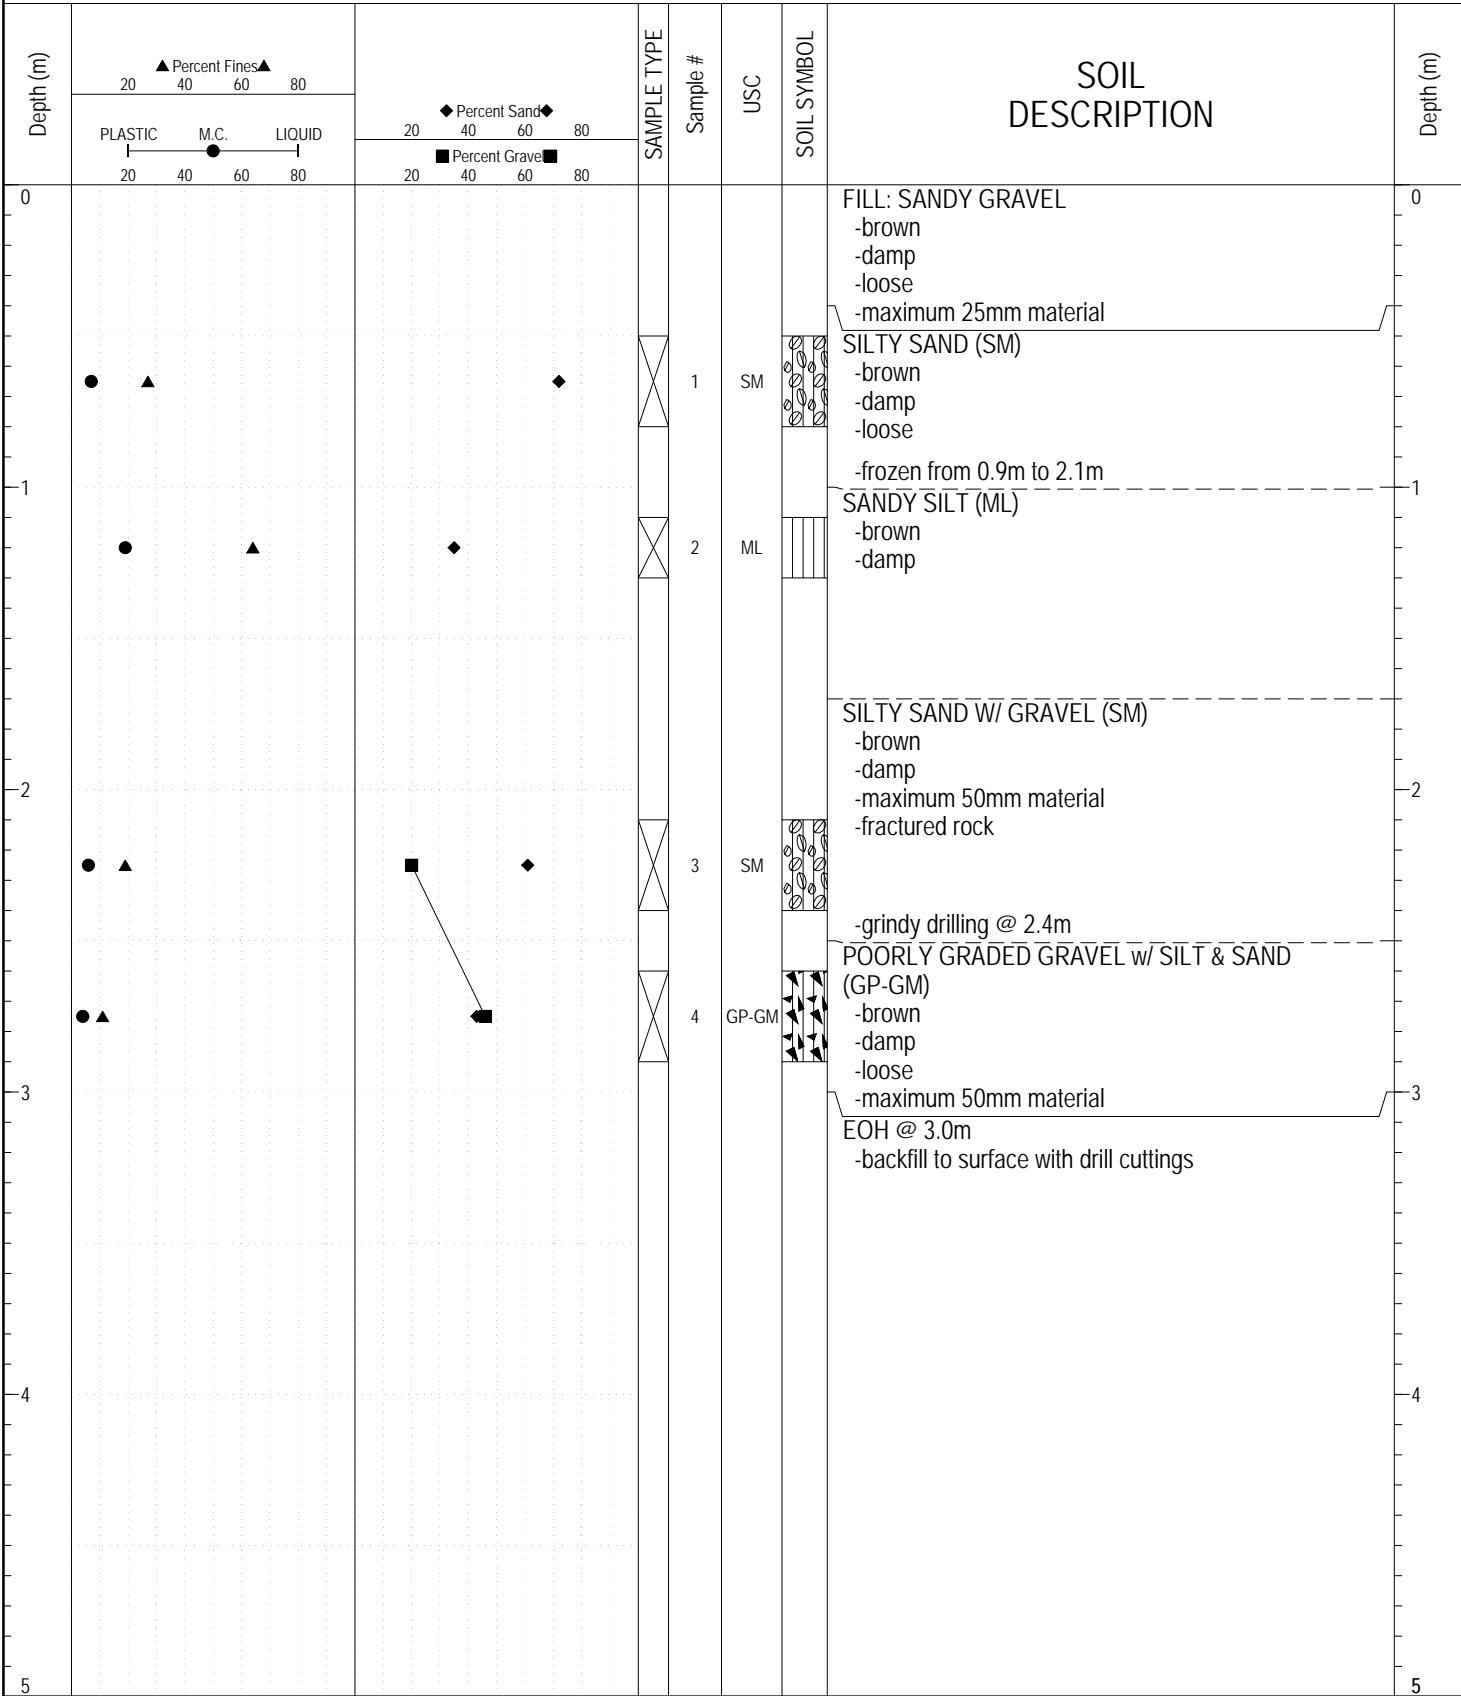 Depth (m)
Percent Fines
20 40 60 80
PLASTIC M.C. LIQUID
20 40 60 80
Percent Sand
20 40 60 80
Percent Gravel
20 40 60 80
SAMPLE TYPE
Sample #
USC
SOIL SYMBOL
SOIL
DESCRIPTION
Depth (m)
0
FILL: SANDY GRAVEL
0
-brown
-damp
-loose
-maximum 25mm material
SILTY SAND (SM)
-brown
1 SM
-damp
-loose
-frozen from 0.9m to 2.1m
1
1
SANDY SILT (ML)
-brown
2 ML
-damp
SILTY SAND W/ GRAVEL (SM)
-brown
-damp
2
-maximum 50mm material
2
-fractured rock
3 SM
-grindy drilling @ 2.4m
POORLY GRADED GRAVEL w/ SILT & SAND
(GP-GM)
-brown
4 GP-GM
-damp
-loose
3
-maximum 50mm material
3
EOH @ 3.0m
-backfill to surface with drill cuttings
4
4
5
5